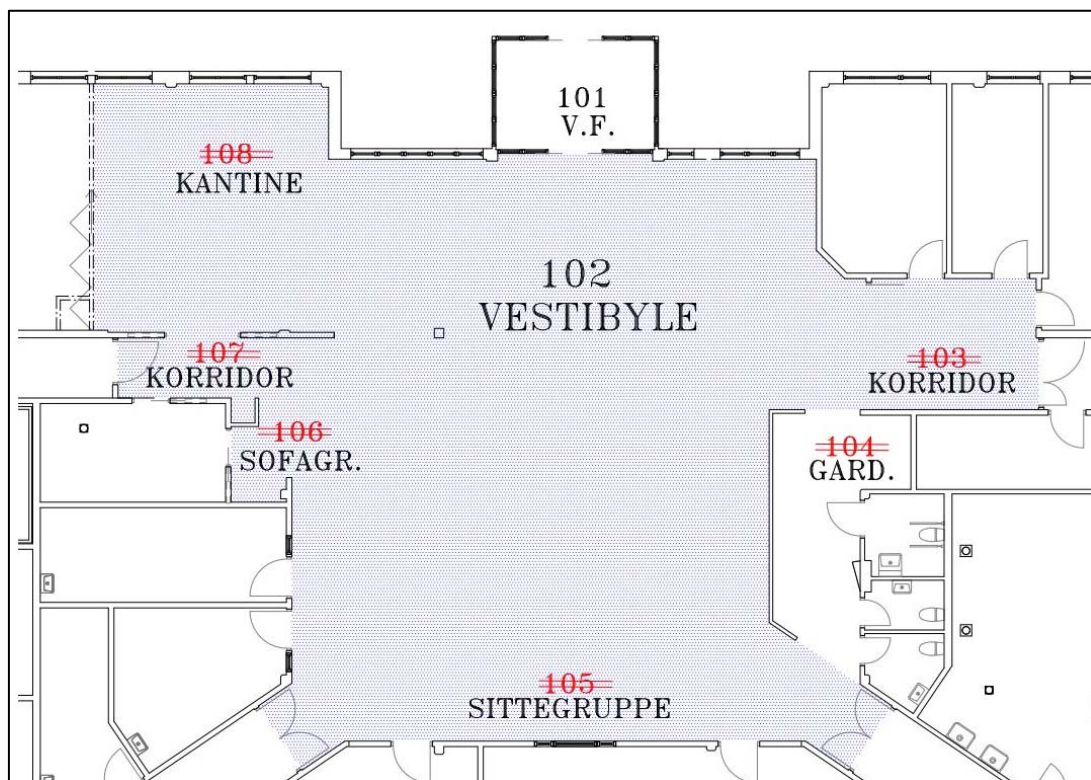 101
V.F.
108
KANTINE
102
VESTIBYLE
107
KORRIDOR
103
KORRIDOR
106
SOFAGR.
104
GARD.
105
SITTEGRUPPE